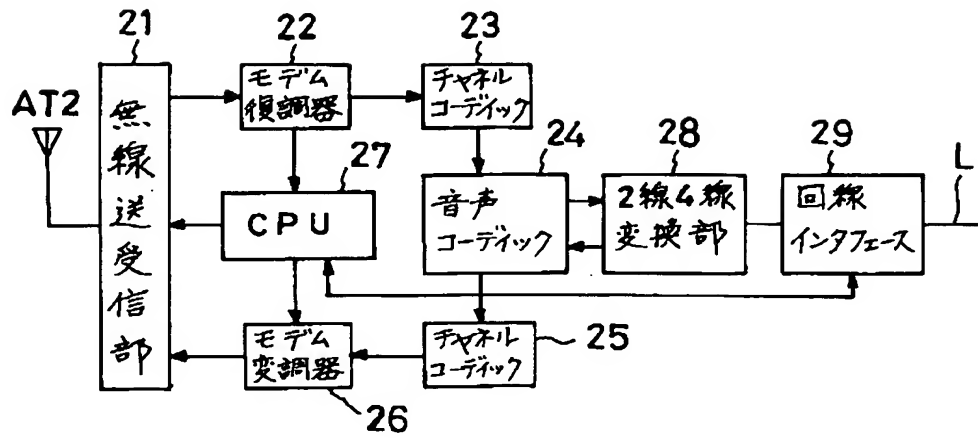 21
22
23
モデム
復調器
チャネル
コーディック
AT2
無線送受信部
27
24
28
29
L
CPU
音声
コーディック
2線4線
変換部
回線
インタフェース
モデム
変調器
チャネル
コーディック
25
26